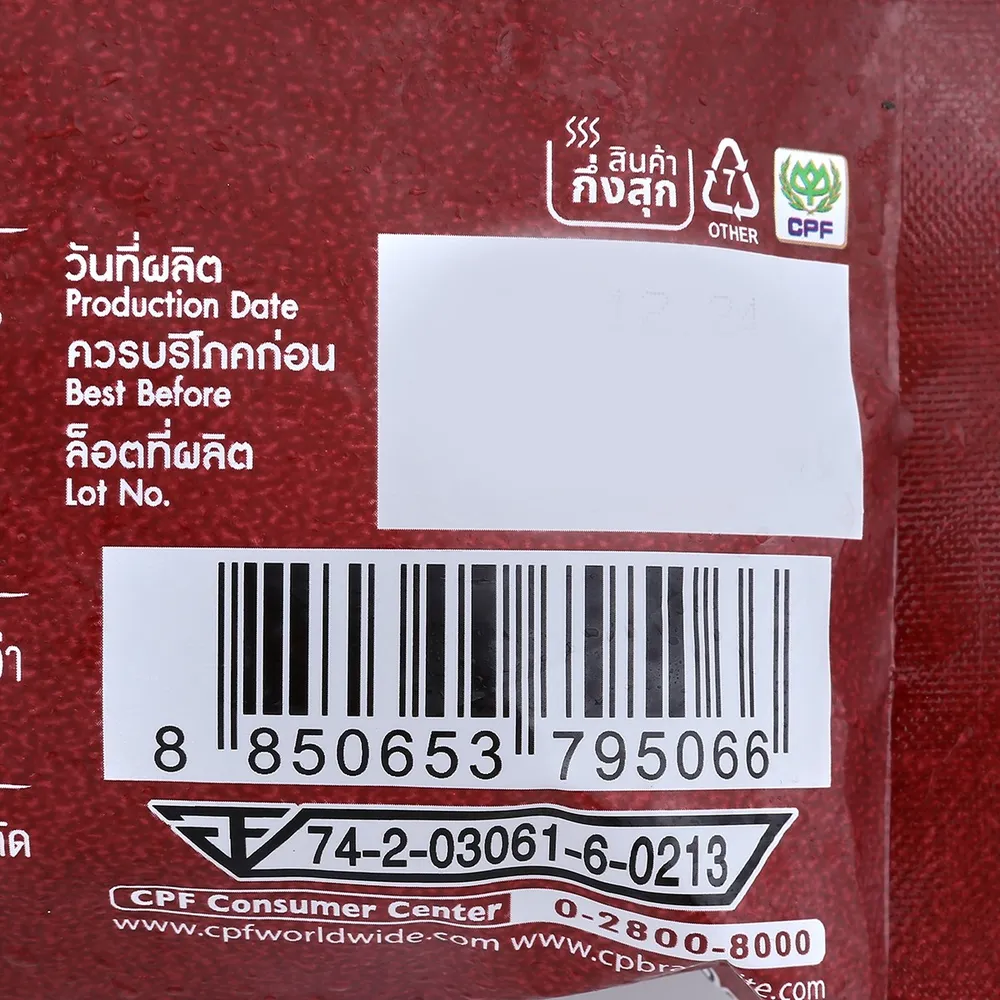 สินค้า
กึ่งสุก
7
OTHER
CPF
วันที่ผลิต
Production Date
ควรบริโภคก่อน
Best Before
ล็อตที่ผลิต
Lot No.
8 850653 795066
74-2-03061-6-0213
CPF Consumer Center 0-2800-8000
www.cpfworldwide.com